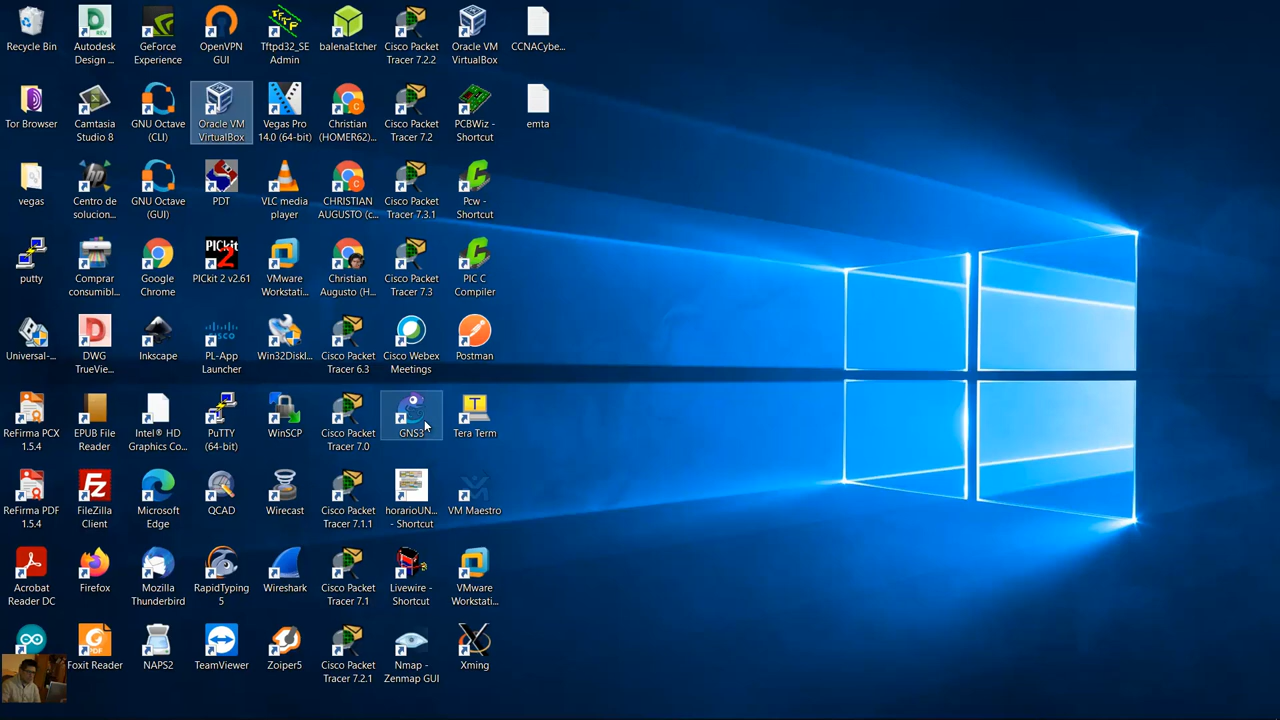 Recycle Bin
Autodesk
Design ...
GeForce
Experience
OpenVPN
GUI
Tftpd32_SE
Admin
balenaEtcher
Cisco Packet
Tracer 7.2.2
Oracle VM
VirtualBox
CCNACybe...
Tor Browser
Camtasia
Studio 8
GNU Octave
(CLI)
Oracle VM
VirtualBox
Vegas Pro
14.0 (64-bit)
Christian
(HOMER62)...
Cisco Packet
Tracer 7.2
PCBWiz -
Shortcut
emta
vegas
Centro de
solucion...
GNU Octave
(GUI)
PDT
VLC media
player
CHRISTIAN
AUGUSTO (c...
Cisco Packet
Tracer 7.3.1
Pcw -
Shortcut
putty
Comprar
consumibl...
Google
Chrome
PICkit 2 v2.61
VMware
Workstati...
Christian
Augusto (H...
Cisco Packet
Tracer 7.3
PIC C
Compiler
Universal-...
DWG
TrueVie...
Inkscape
PL-App
Launcher
Win32DiskI...
Cisco Packet
Tracer 6.3
Cisco Webex
Meetings
Postman
ReFirma PCX
1.5.4
EPUB File
Reader
Intel® HD
Graphics Co...
PuTTY
(64-bit)
WinSCP
Cisco Packet
Tracer 7.0
GNS3
Tera Term
ReFirma PDF
1.5.4
FileZilla
Client
Microsoft
Edge
QCAD
Wirecast
Cisco Packet
Tracer 7.1.1
horarioUN...
- Shortcut
VM Maestro
Acrobat
Reader DC
Firefox
Mozilla
Thunderbird
RapidTyping
5
Wireshark
Cisco Packet
Tracer 7.1
Livewire -
Shortcut
VMware
Workstati...
Foxit Reader
NAPS2
TeamViewer
Zoiper5
Cisco Packet
Tracer 7.2.1
Nmap -
Zenmap GUI
Xming